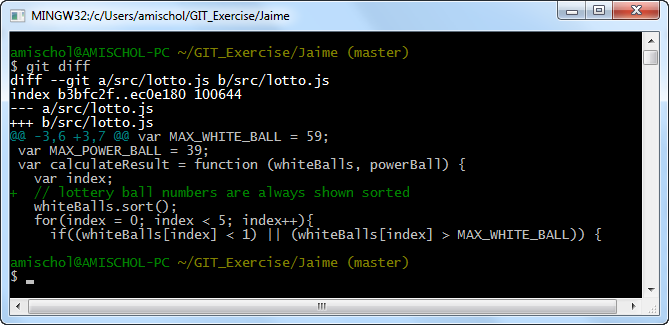 MINGW32:/c/Users/amischol/GIT_Exercise/Jaime
amischol@AMISCHOL-PC ~/GIT_Exercise/Jaime (master)
$ git diff
diff --git a/src/lotto.js b/src/lotto.js
index b3bfc2f..ec0e180 100644
--- a/src/lotto.js
+++ b/src/lotto.js
@@ -3,6 +3,7 @@ var MAX_WHITE_BALL = 59;
 var MAX_POWER_BALL = 39;
 var calculateResult = function (whiteBalls, powerBall) {
   var index;
+  // lottery ball numbers are always shown sorted
   whiteBalls.sort();
   for(index = 0; index < 5; index++){
     if((whiteBalls[index] < 1) || (whiteBalls[index] > MAX_WHITE_BALL)) {
amischol@AMISCHOL-PC ~/GIT_Exercise/Jaime (master)
$